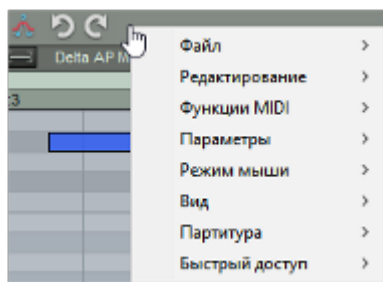 Delta AP M
:3
Файл
Редактирование
Функции MIDI
Параметры
Режим мыши
Вид
Партитура
Быстрый доступ